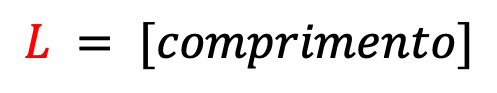 L = [comprimento]